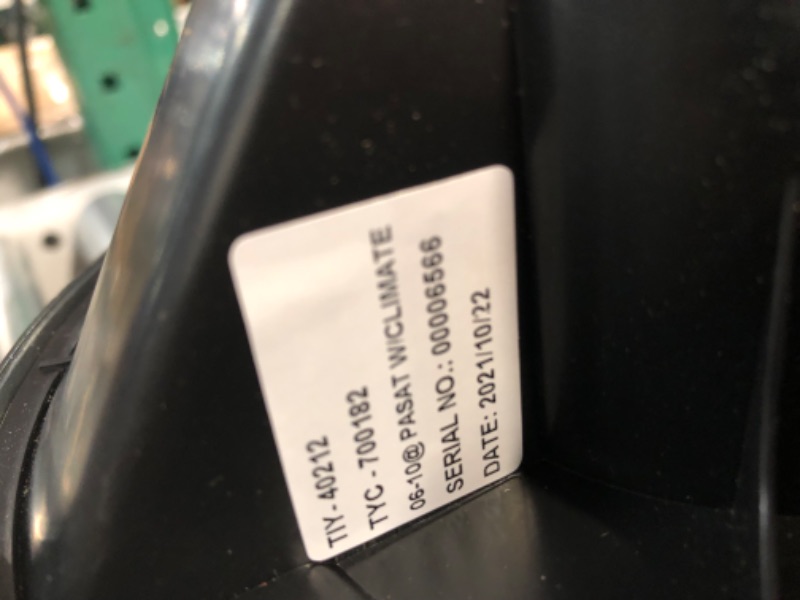 TIY- 40212
TYC -700182
06-10@ PASAT W/CLIMATE
SERIAL NO.: 00006566
DATE: 2021/10/22